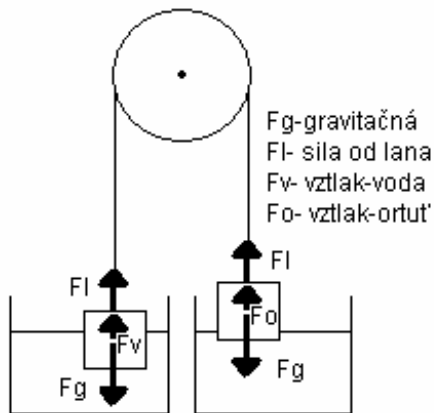 Fg-gravitačná
Fl- sila od lana
Fv- vztlak-voda
Fo- vztlak-ortuť
Fl
Fl
Fv
Fo
Fg
Fg